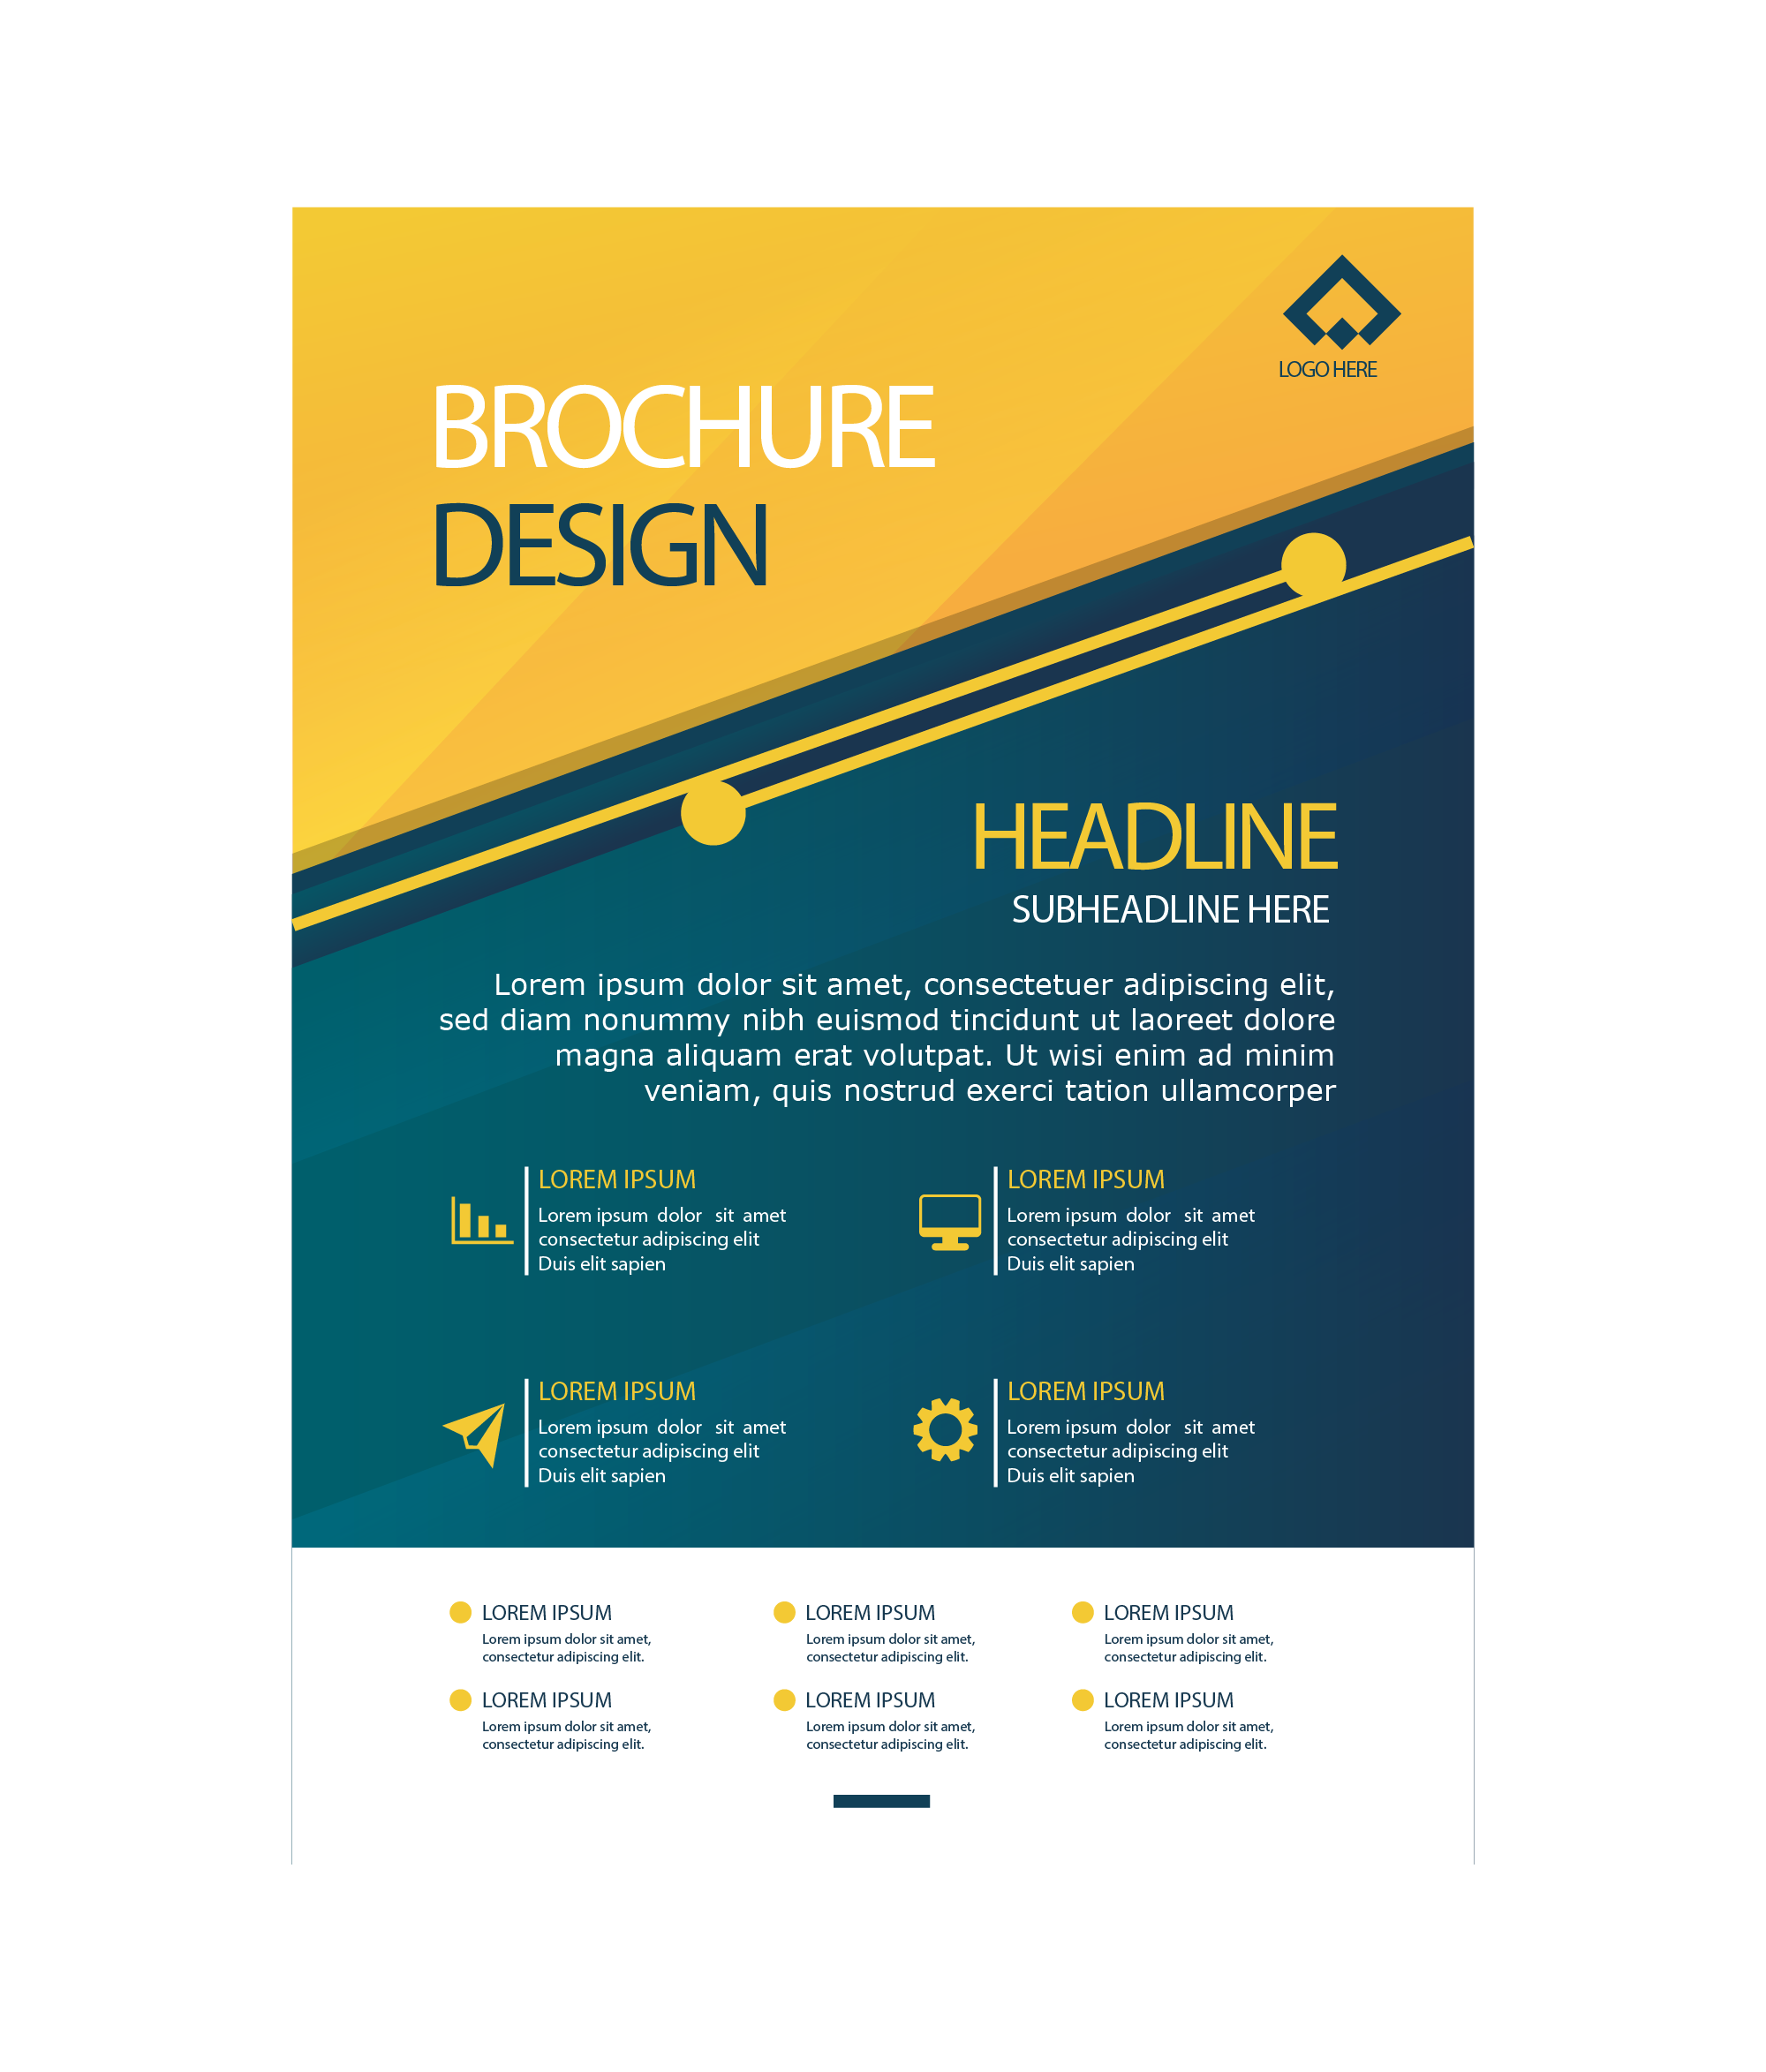 LOGO HERE
BROCHURE
DESIGN
HEADLINE
SUBHEADLINE HERE
Lorem ipsum dolor sit amet, consectetuer adipiscing elit,
sed diam nonummy nibh euismod tincidunt ut laoreet dolore
magna aliquam erat volutpat. Ut wisi enim ad minim
veniam, quis nostrud exerci tation ullamcorper
LOREM IPSUM
Lorem ipsum dolor sit amet
consectetur adipiscing elit
Duis elit sapien
LOREM IPSUM
Lorem ipsum dolor sit amet
consectetur adipiscing elit
Duis elit sapien
LOREM IPSUM
Lorem ipsum dolor sit amet
consectetur adipiscing elit
Duis elit sapien
LOREM IPSUM
Lorem ipsum dolor sit amet
consectetur adipiscing elit
Duis elit sapien
LOREM IPSUM
Lorem ipsum dolor sit amet,
consectetur adipiscing elit.
LOREM IPSUM
Lorem ipsum dolor sit amet,
consectetur adipiscing elit.
LOREM IPSUM
Lorem ipsum dolor sit amet,
consectetur adipiscing elit.
LOREM IPSUM
Lorem ipsum dolor sit amet,
consectetur adipiscing elit.
LOREM IPSUM
Lorem ipsum dolor sit amet,
consectetur adipiscing elit.
LOREM IPSUM
Lorem ipsum dolor sit amet,
consectetur adipiscing elit.